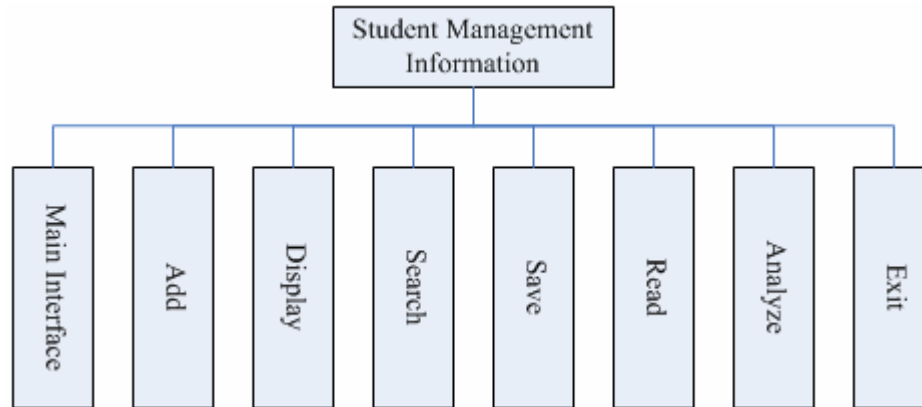 Student Management
Information
Main Interface
Add
Display
Search
Save
Read
Analyze
Exit